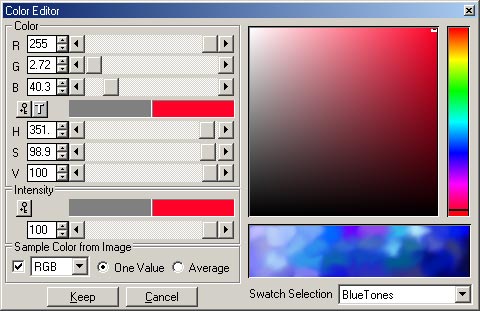 Color Editor
Color
R 255
G 2.72
B 40.3
H 351.
S 98.9
V 100
Intensity
100
Sample Color from Image
RGB One Value Average
Keep Cancel
Swatch Selection BlueTones